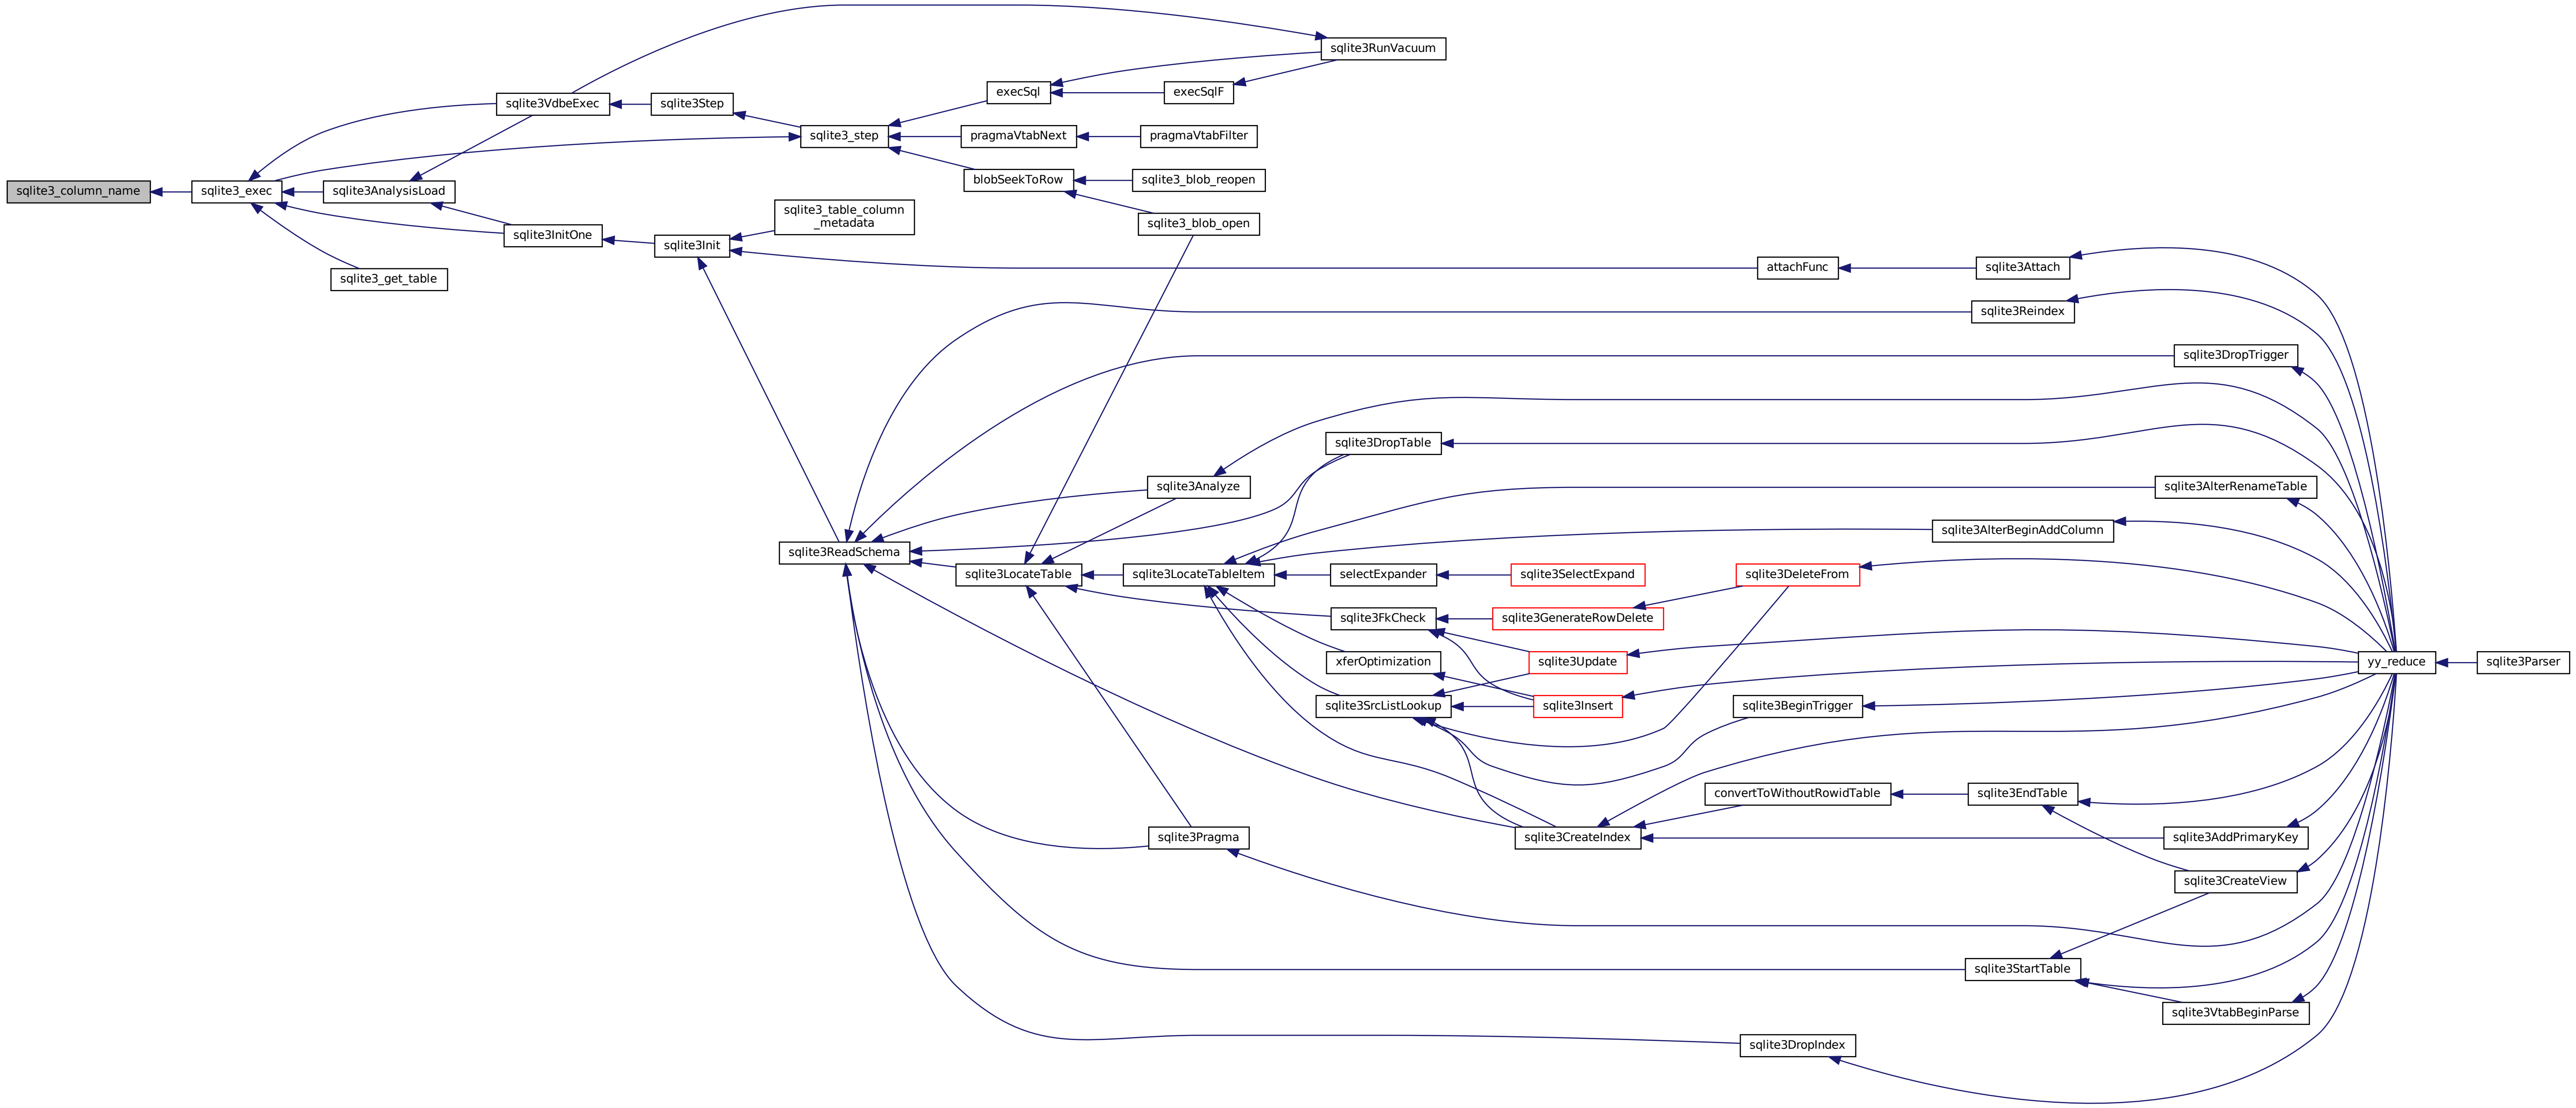 sqlite3RunVacuum
execSql
execSqlF
sqlite3VdbeExec
sqlite3Step
sqlite3_step
pragmaVtabNext
pragmaVtabFilter
blobSeekToRow
sqlite3_blob_reopen
sqlite3_column_name
sqlite3_exec
sqlite3AnalysisLoad
sqlite3_table_column
_metadata
sqlite3_blob_open
sqlite3InitOne
sqlite3Init
sqlite3_get_table
attachFunc
sqlite3Attach
sqlite3Reindex
sqlite3DropTrigger
sqlite3DropTable
sqlite3Analyze
sqlite3AlterRenameTable
sqlite3AlterBeginAddColumn
sqlite3ReadSchema
sqlite3LocateTable
sqlite3LocateTableItem
selectExpander
sqlite3SelectExpand
sqlite3DeleteFrom
sqlite3FkCheck
sqlite3GenerateRowDelete
xferOptimization
sqlite3Update
yy_reduce
sqlite3Parser
sqlite3SrcListLookup
sqlite3Insert
sqlite3BeginTrigger
convertToWithoutRowidTable
sqlite3EndTable
sqlite3Pragma
sqlite3CreateIndex
sqlite3AddPrimaryKey
sqlite3CreateView
sqlite3StartTable
sqlite3VtabBeginParse
sqlite3DropIndex